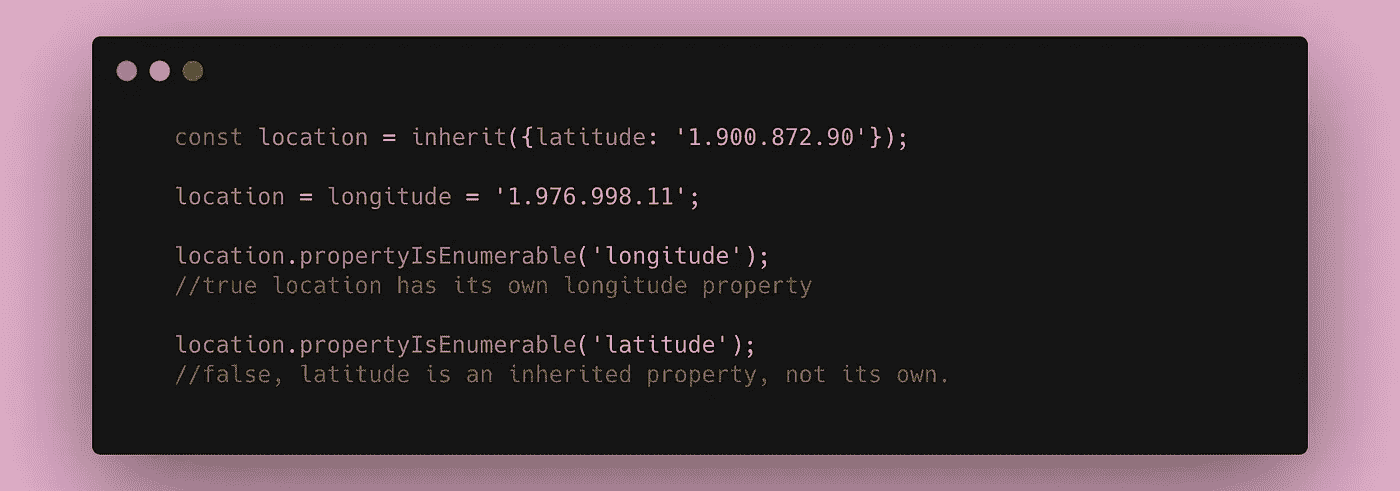 const location = inherit({latitude: '1.900.872.90'});
location = longitude = '1.976.998.11';
location.propertyIsEnumerable('longitude');
//true location has its own longitude property
location.propertyIsEnumerable('latitude');
//false, latitude is an inherited property, not its own.